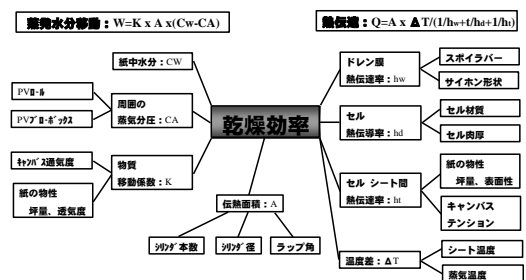 蒸発水分移動：W=K x A x(Cw-CA)
熱伝達：Q=A x ΔT/(1/hw+t/hd+1/ht)
紙中水分：CW
周囲の
蒸気分圧：CA
PVロール
PVブローボックス
物質
移動係数：K
キャンバス通気度
紙の物性
坪量、透気度
乾燥効率
伝熱面積：A
シリンダ本数
シリンダ径
ラップ角
ドレン膜
熱伝達率：hw
スポイラバー
サイホン形状
セル
熱伝導率：hd
セル材質
セル肉厚
セル シート間
熱伝達率：ht
紙の物性
坪量、表面性
キャンバス
テンション
温度差：ΔT
シート温度
蒸気温度